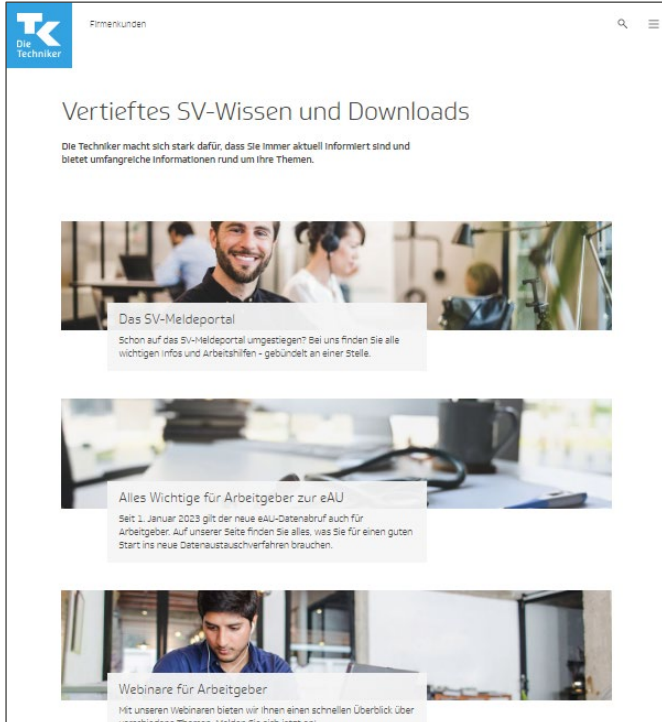 Die
Techniker
Firmenkunden
Vertieftes SV-Wissen und Downloads
Die Techniker macht sich stark dafür, dass Sie immer aktuell informiert sind und
bietet umfangreiche Informationen rund um Ihre Themen.
Das SV-Meldeportal
Schon auf das SV-Meldeportal umgestiegen? Bei uns finden Sie alle
wichtigen Infos und Arbeitshilfen - gebündelt an einer Stelle.
Alles Wichtige für Arbeitgeber zur eAU
Seit 1. Januar 2023 gilt der neue eAU-Datenabruf auch für
Arbeitgeber. Auf unserer Seite finden Sie alles, was Sie für einen guten
Start ins neue Datenaustauschverfahren brauchen.
Webinare für Arbeitgeber
Mit unseren Webinaren bieten wir Ihnen einen schnellen Überblick über